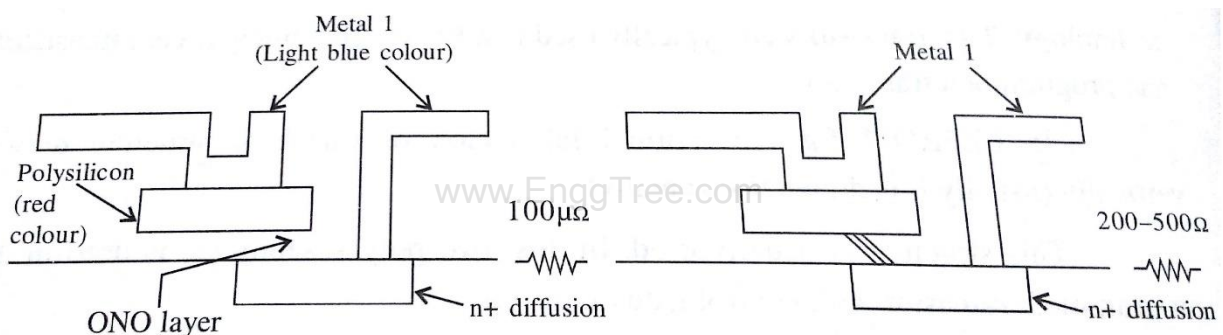 Metal 1
(Light blue colour)
Polysilicon
(red
colour)
ONO layer
100μΩ
n+ diffusion
www.EnggTree.com
Metal 1
200–500Ω
n+ diffusion